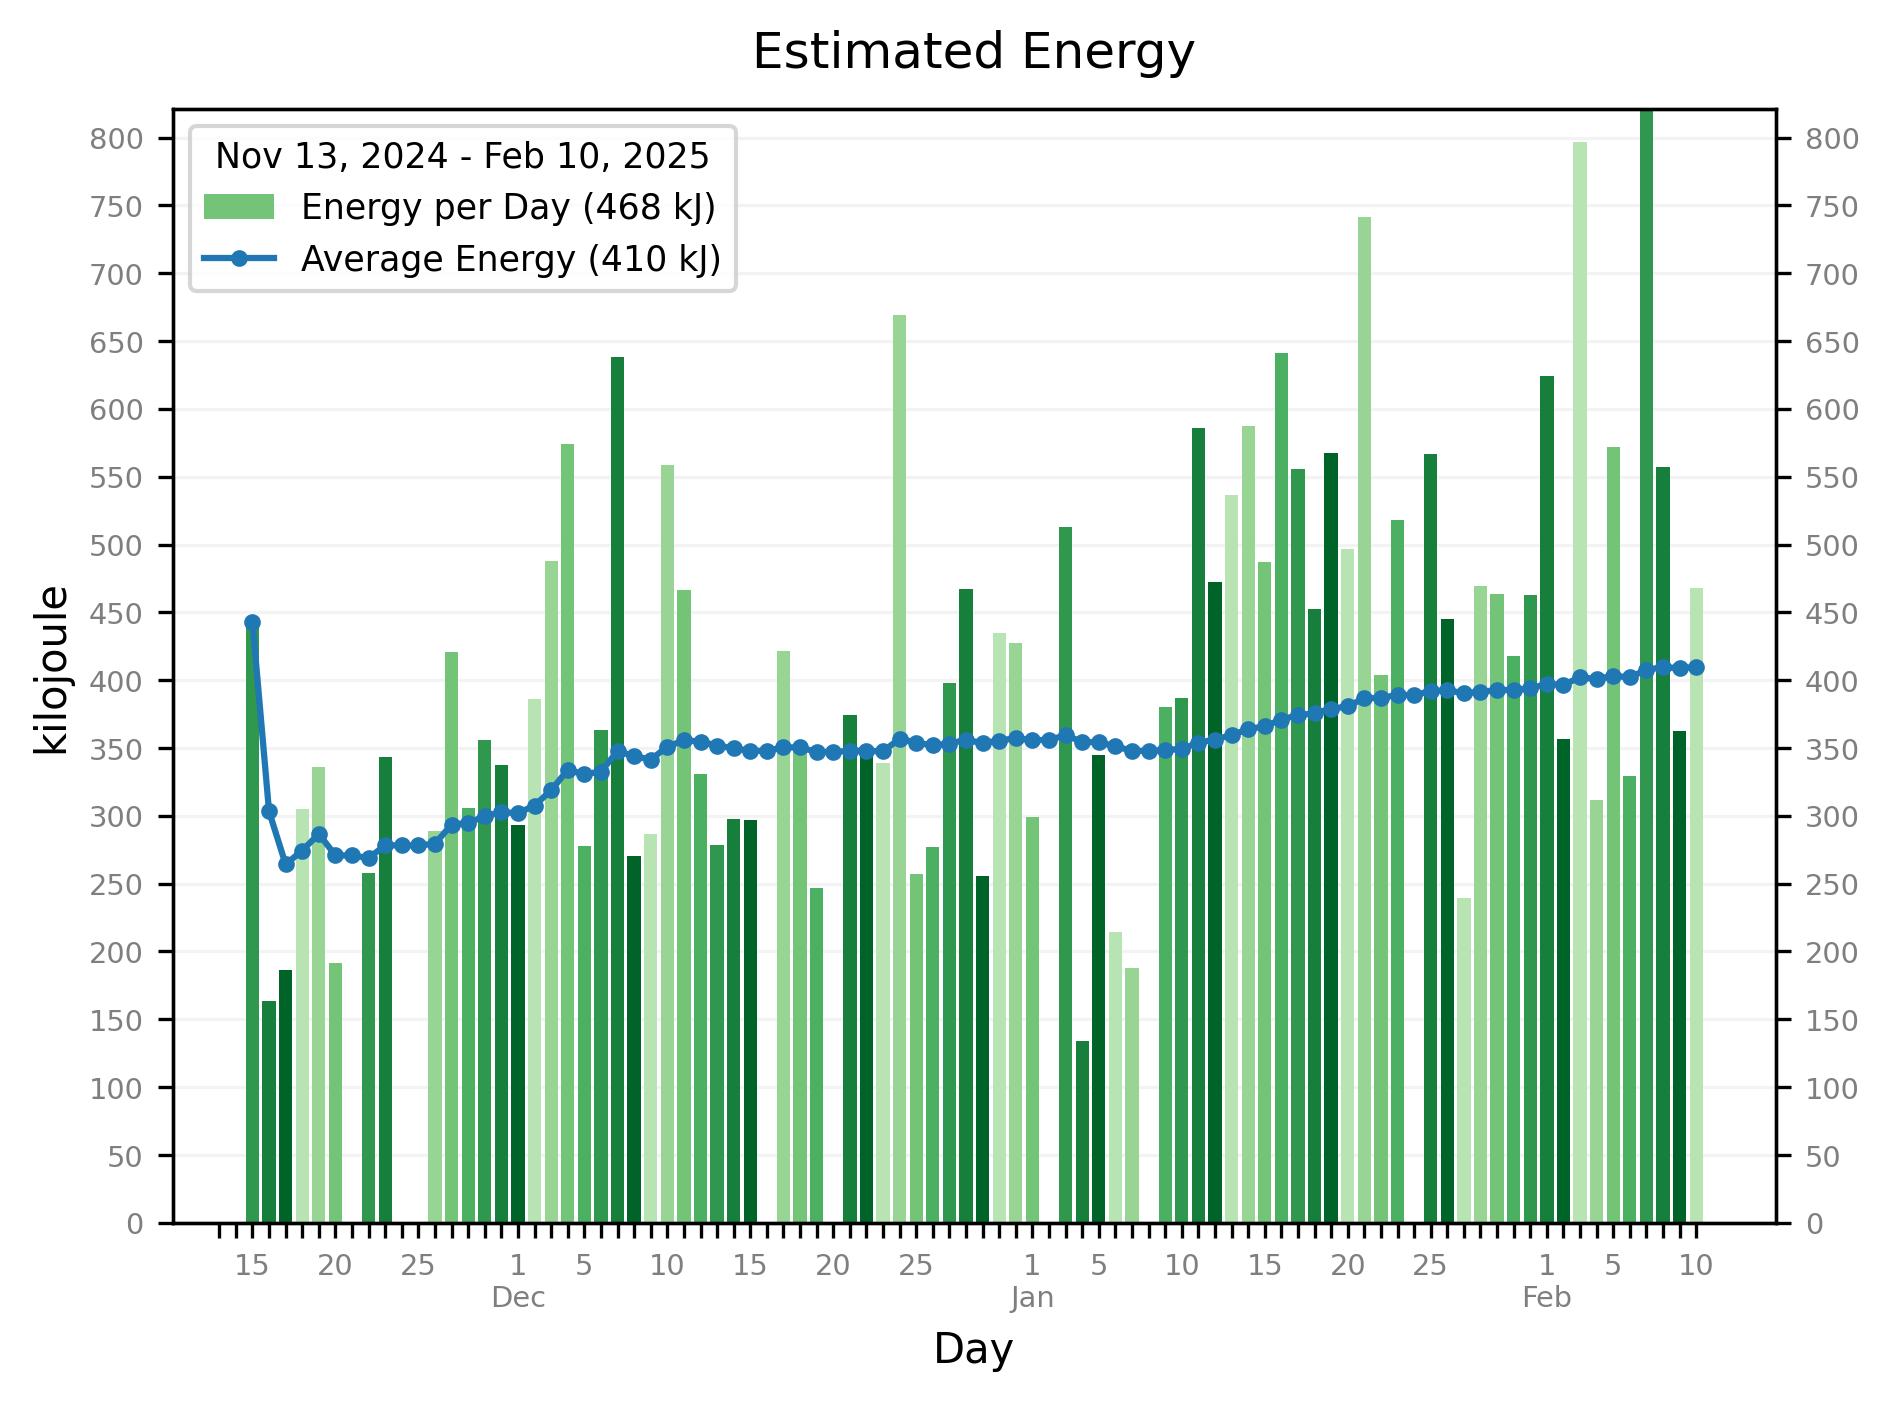 Estimated Energy
Nov 13, 2024 - Feb 10, 2025
Energy per Day (468 kJ)
Average Energy (410 kJ)
kilojoule
800 800
750 750
700 700
650 650
600 600
550 550
500 500
450 450
400 400
350 350
300 300
250 250
200 200
150 150
100 100
50 50
0 0
15 20 25 1 5 10 15 20 25 1 5 10 15 20 25 1 5 10
Dec Jan Feb
Day